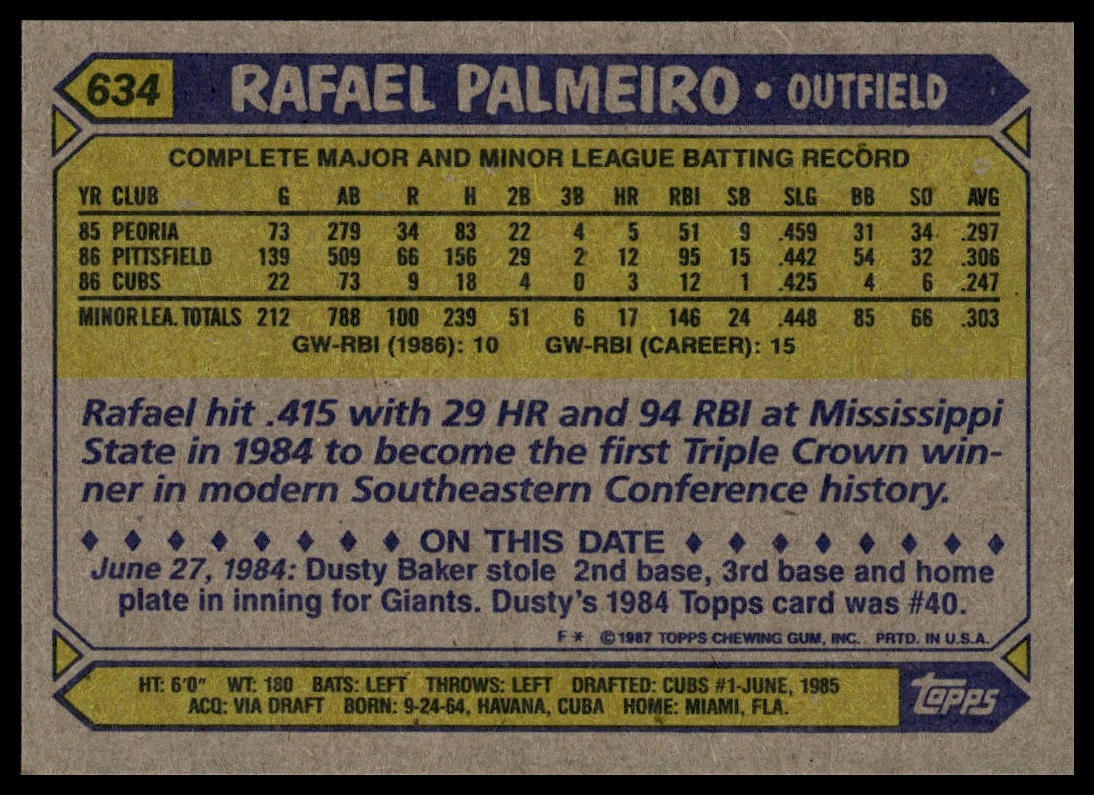 634 RAFAEL PALMEIRO • OUTFIELD
COMPLETE MAJOR AND MINOR LEAGUE BATTING RECORD
YR CLUB G AB R H 2B 3B HR RBI SB SLG BB SO AVG
85 PEORIA 73 279 34 83 22 4 5 51 9 .459 31 34 .297
86 PITTSFIELD 139 509 66 156 29 2 12 95 15 .442 54 32 .306
86 CUBS 22 73 9 18 4 0 3 12 1 .425 4 6 .247
MINOR LEA. TOTALS 212 788 100 239 51 6 17 146 24 .448 85 66 .303
GW-RBI (1986): 10 GW-RBI (CAREER): 15
Rafael hit .415 with 29 HR and 94 RBI at Mississippi
State in 1984 to become the first Triple Crown win-
ner in modern Southeastern Conference history.
♦ ♦ ♦ ♦ ♦ ♦ ♦ ♦ ON THIS DATE ♦ ♦ ♦ ♦ ♦ ♦ ♦ ♦
June 27, 1984: Dusty Baker stole 2nd base, 3rd base and home
plate in inning for Giants. Dusty's 1984 Topps card was #40.
F * © 1987 TOPPS CHEWING GUM, INC. PRTD. IN U.S.A.
HT: 6'0" WT: 180 BATS: LEFT THROWS: LEFT DRAFTED: CUBS #1-JUNE, 1985
ACQ: VIA DRAFT BORN: 9-24-64, HAVANA, CUBA HOME: MIAMI, FLA.
Topps